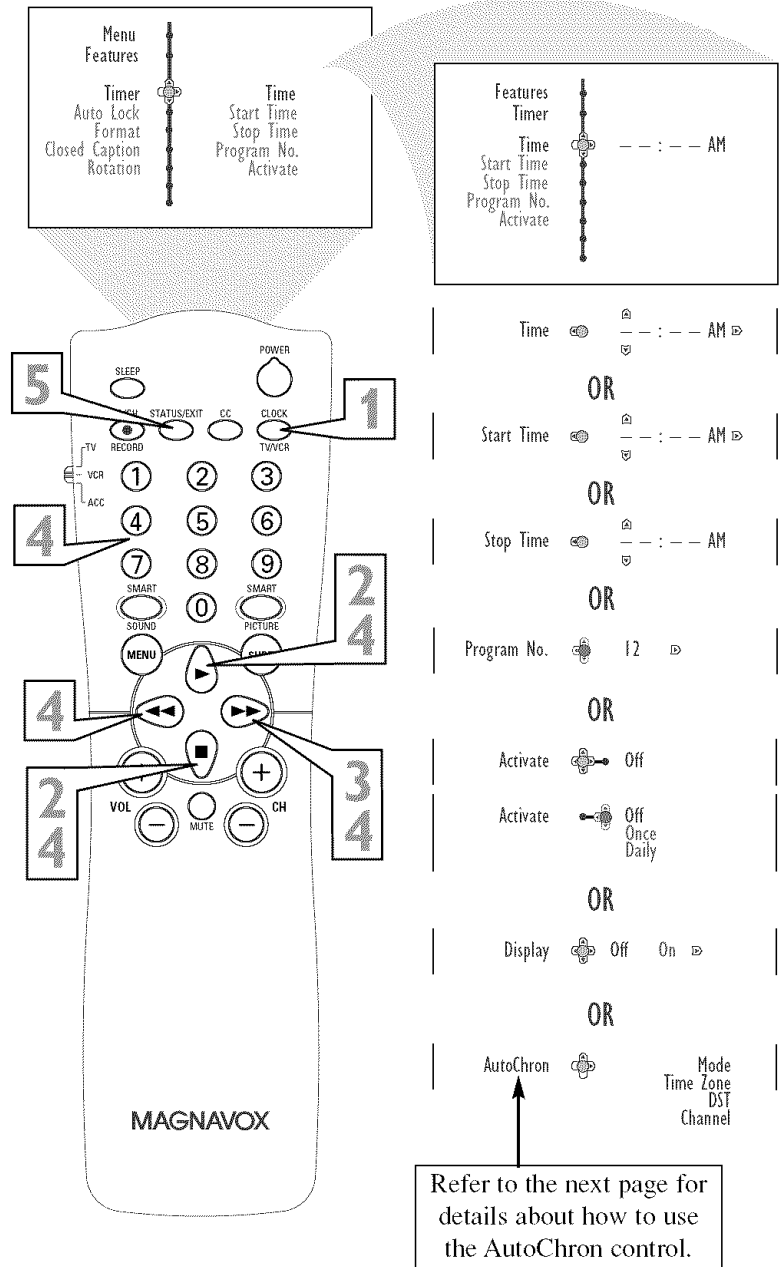 Menu
Features
Timer
Auto Lock
Format
Closed Caption
Rotation
Time
Start Time
Stop Time
Program No.
Activate
Features
Timer
Time – – : – – AM
Start Time
Stop Time
Program No.
Activate
POWER
SLEEP
STATUS/EXIT CC CLOCK
RECORD TV/VCR
TV
VCR
ACC
1 2 3
4 5 6
7 8 9
SMART 0 SMART
SOUND PICTURE
MENU
VOL + − MUTE + − CH
MAGNAVOX
5
1
4
2
4
4
2
4
3
4
Time – – : – – AM
OR
Start Time – – : – – AM
OR
Stop Time – – : – – AM
OR
Program No. 12
OR
Activate Off
Activate Off
Once
Daily
OR
Display Off On
OR
AutoChron Mode
Time Zone
DST
Channel
Refer to the next page for
details about how to use
the AutoChron control.